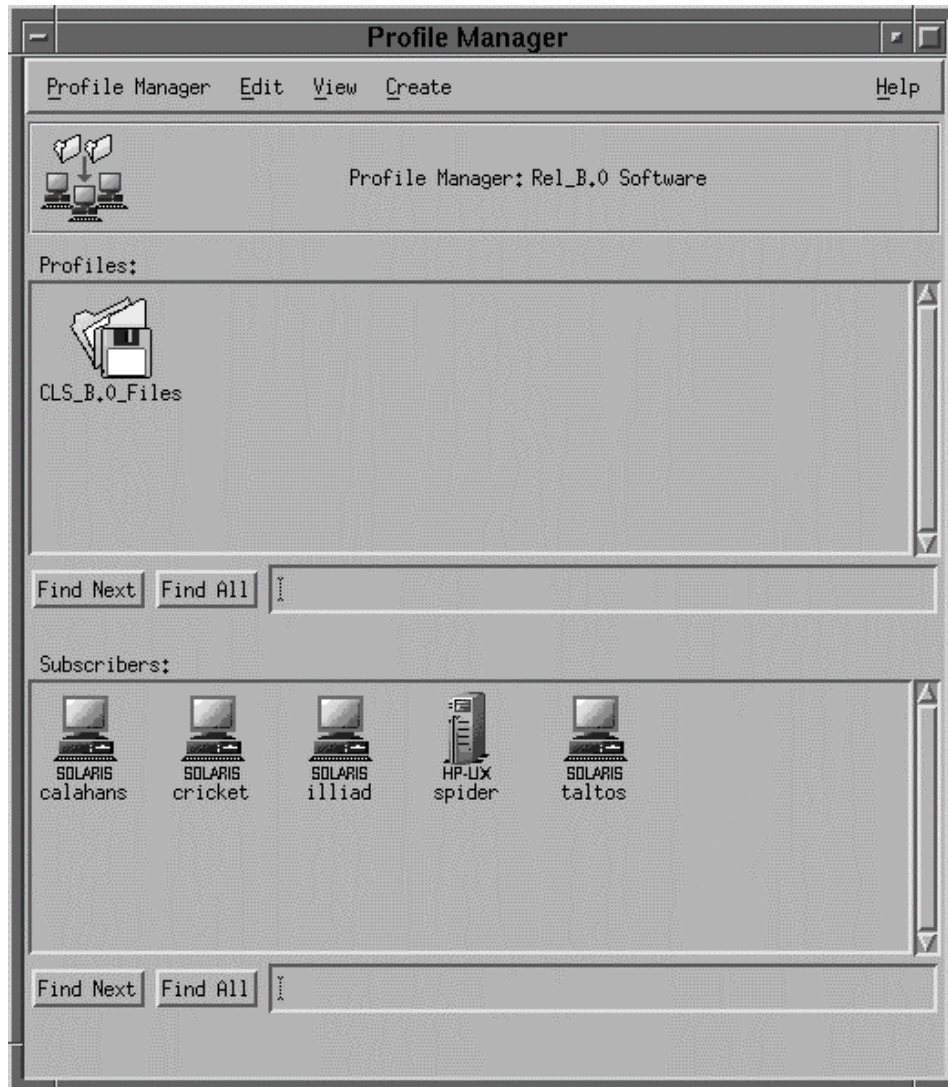 Profile Manager
Profile Manager Edit View Create Help
Profile Manager: Rel_B.0 Software
Profiles:
CLS_B.0_Files
Find Next Find All
Subscribers:
SOLARIS SOLARIS SOLARIS HP-UX SOLARIS
calahans cricket illiad spider taltos
Find Next Find All